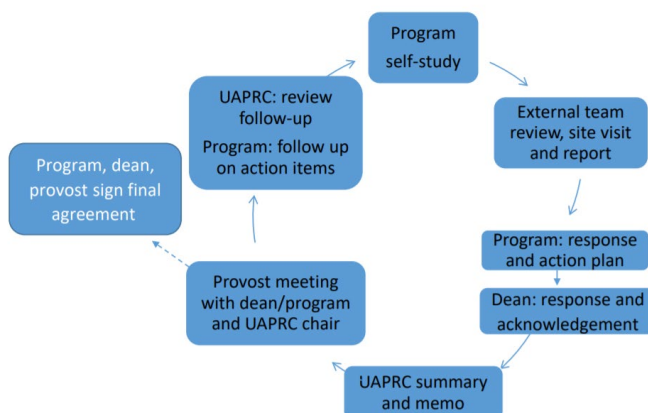 Program
self-study
External team
review, site visit
and report
Program: response
and action plan
Dean: response and
acknowledgement
UAPRC summary
and memo
Provost meeting
with dean/program
and UAPRC chair
Program, dean,
provost sign final
agreement
UAPRC: review
follow-up
Program: follow up
on action items